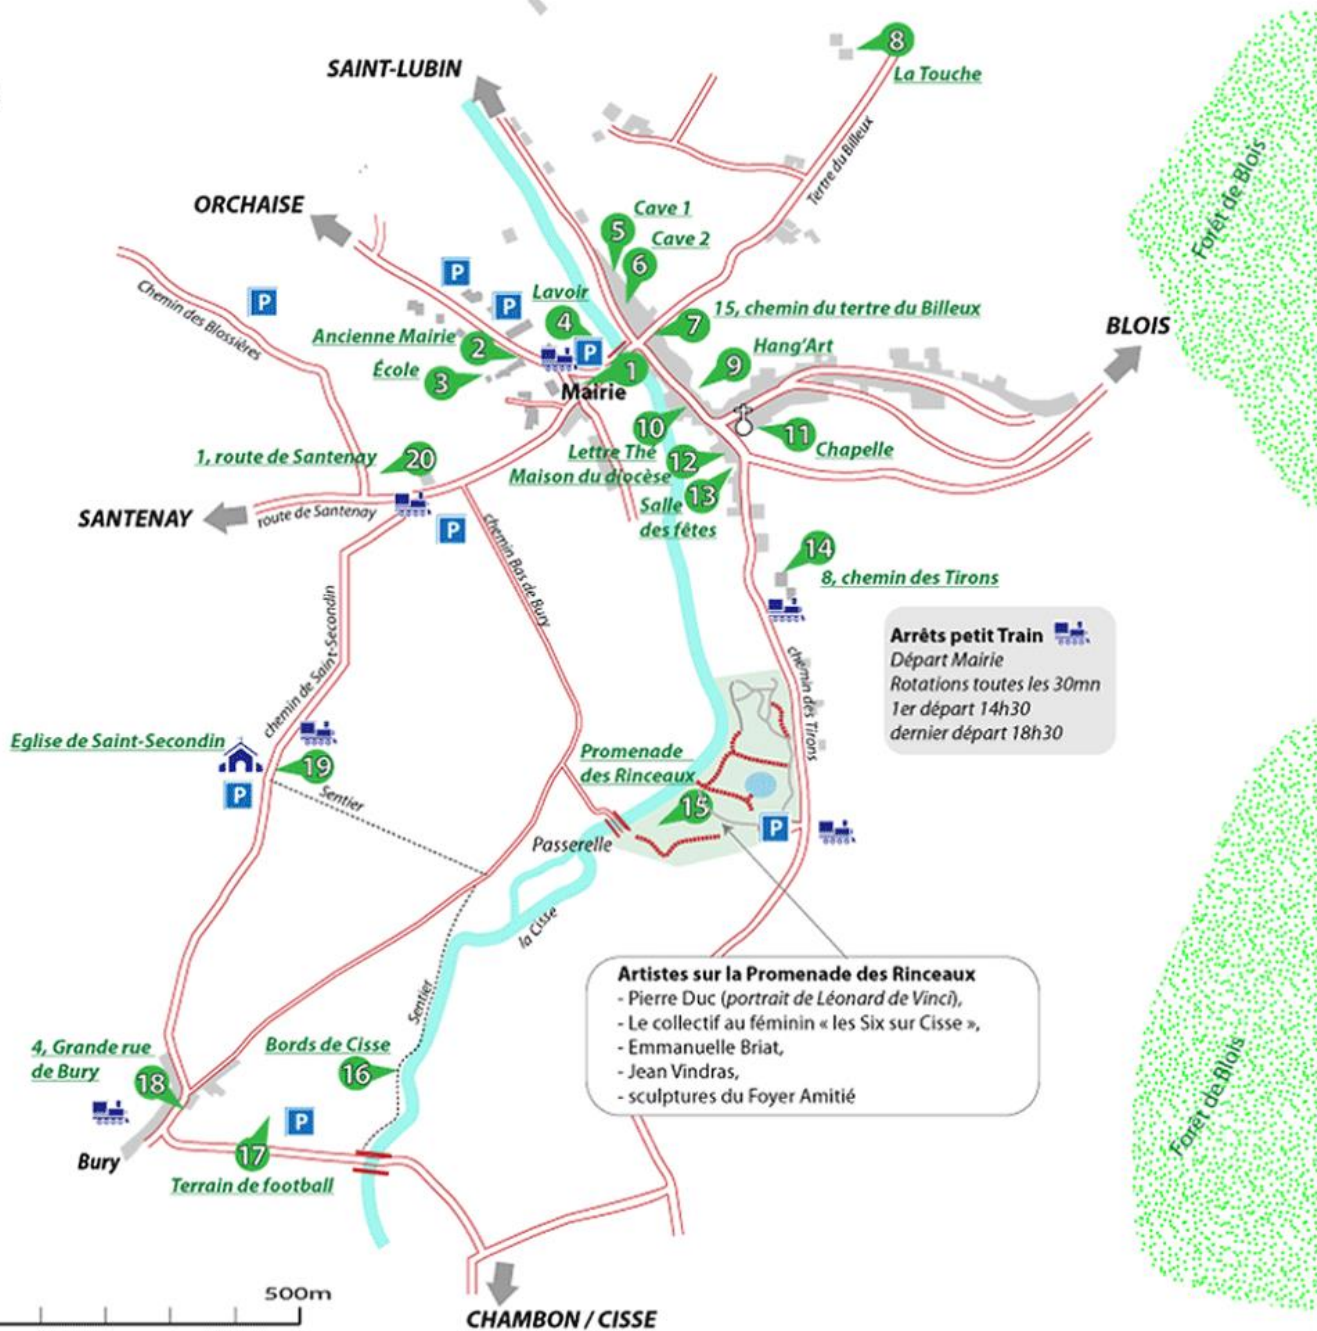 8
La Touche
SAINT-LUBIN
Tertre du Billeux
Forêt de Blois
ORCHAISE
5
Cave 1
6
Cave 2
P
P
P
Chemin des Blossières
Lavoir
4
7
15, chemin du tertre du Billeux
BLOIS
Ancienne Mairie
2
P
Hang'Art
École
3
1
9
Mairie
10
11
Chapelle
1, route de Santenay
20
Lettre Thé
12
Maison du diocèse
13
Salle
des fêtes
SANTENAY
route de Santenay
P
chemin Bas de Bury
14
8, chemin des Tirons
Arrêts petit Train
Départ Mairie
Rotations toutes les 30mn
1er départ 14h30
dernier départ 18h30
chemin de Saint-Secondin
chemin des Tirons
Eglise de Saint-Secondin
19
P
Sentier
Promenade
des Rinceaux
15
P
Passerelle
la Cisse
Artistes sur la Promenade des Rinceaux
- Pierre Duc (portrait de Léonard de Vinci),
- Le collectif au féminin « les Six sur Cisse »,
- Emmanuelle Briat,
- Jean Vindras,
- sculptures du Foyer Amitié
Sentier
Forêt de Blois
4, Grande rue
de Bury
18
Bords de Cisse
16
P
Bury
17
Terrain de football
500m
CHAMBON / CISSE